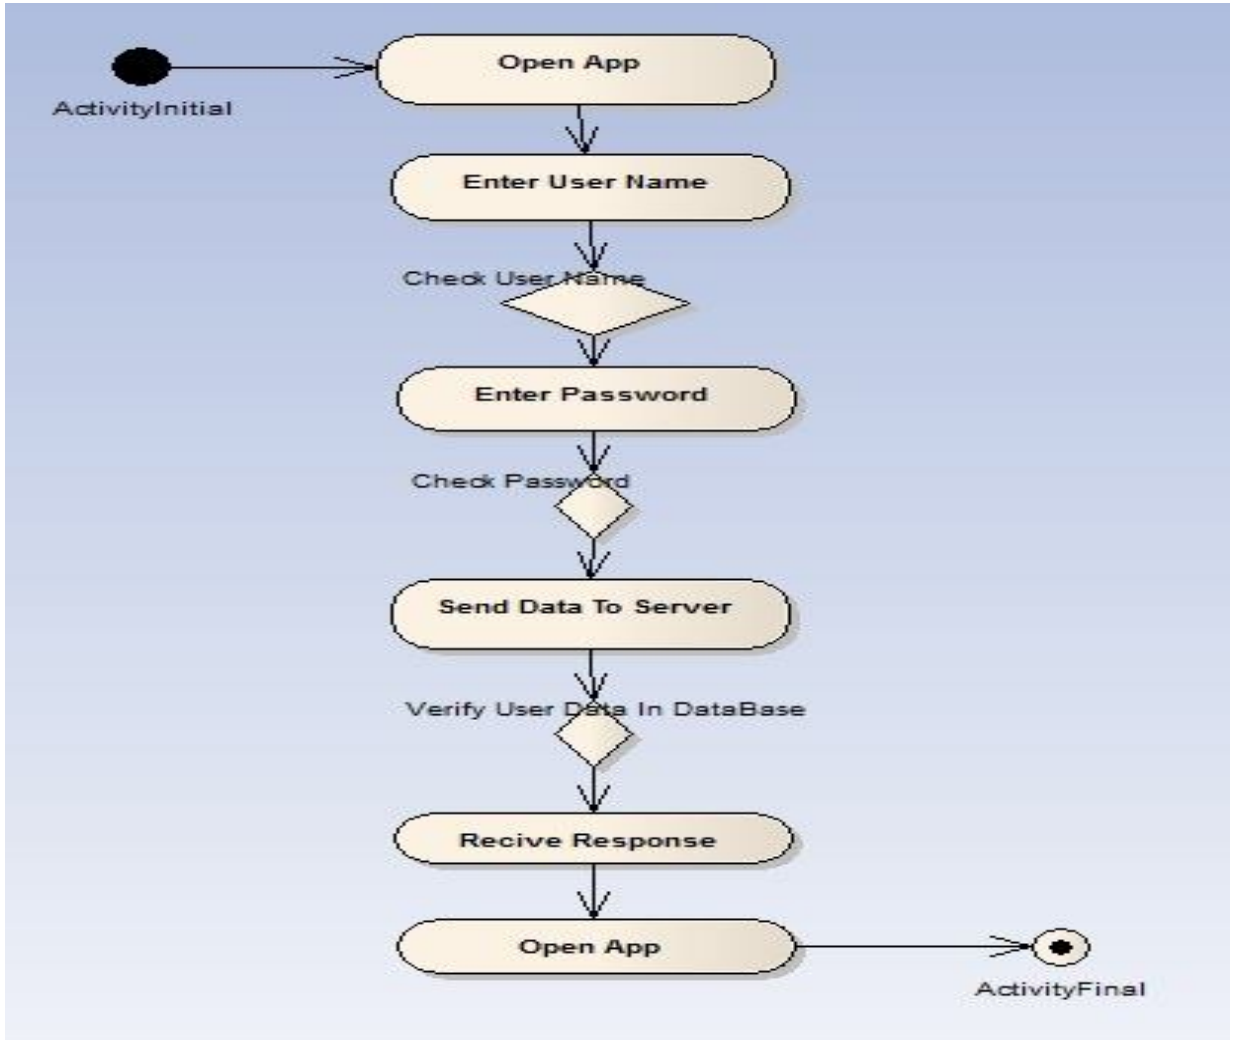 Open App
ActivityInitial
Enter User Name
Check User Name
Enter Password
Check Password
Send Data To Server
Verify User Data In DataBase
Recive Response
Open App
ActivityFinal